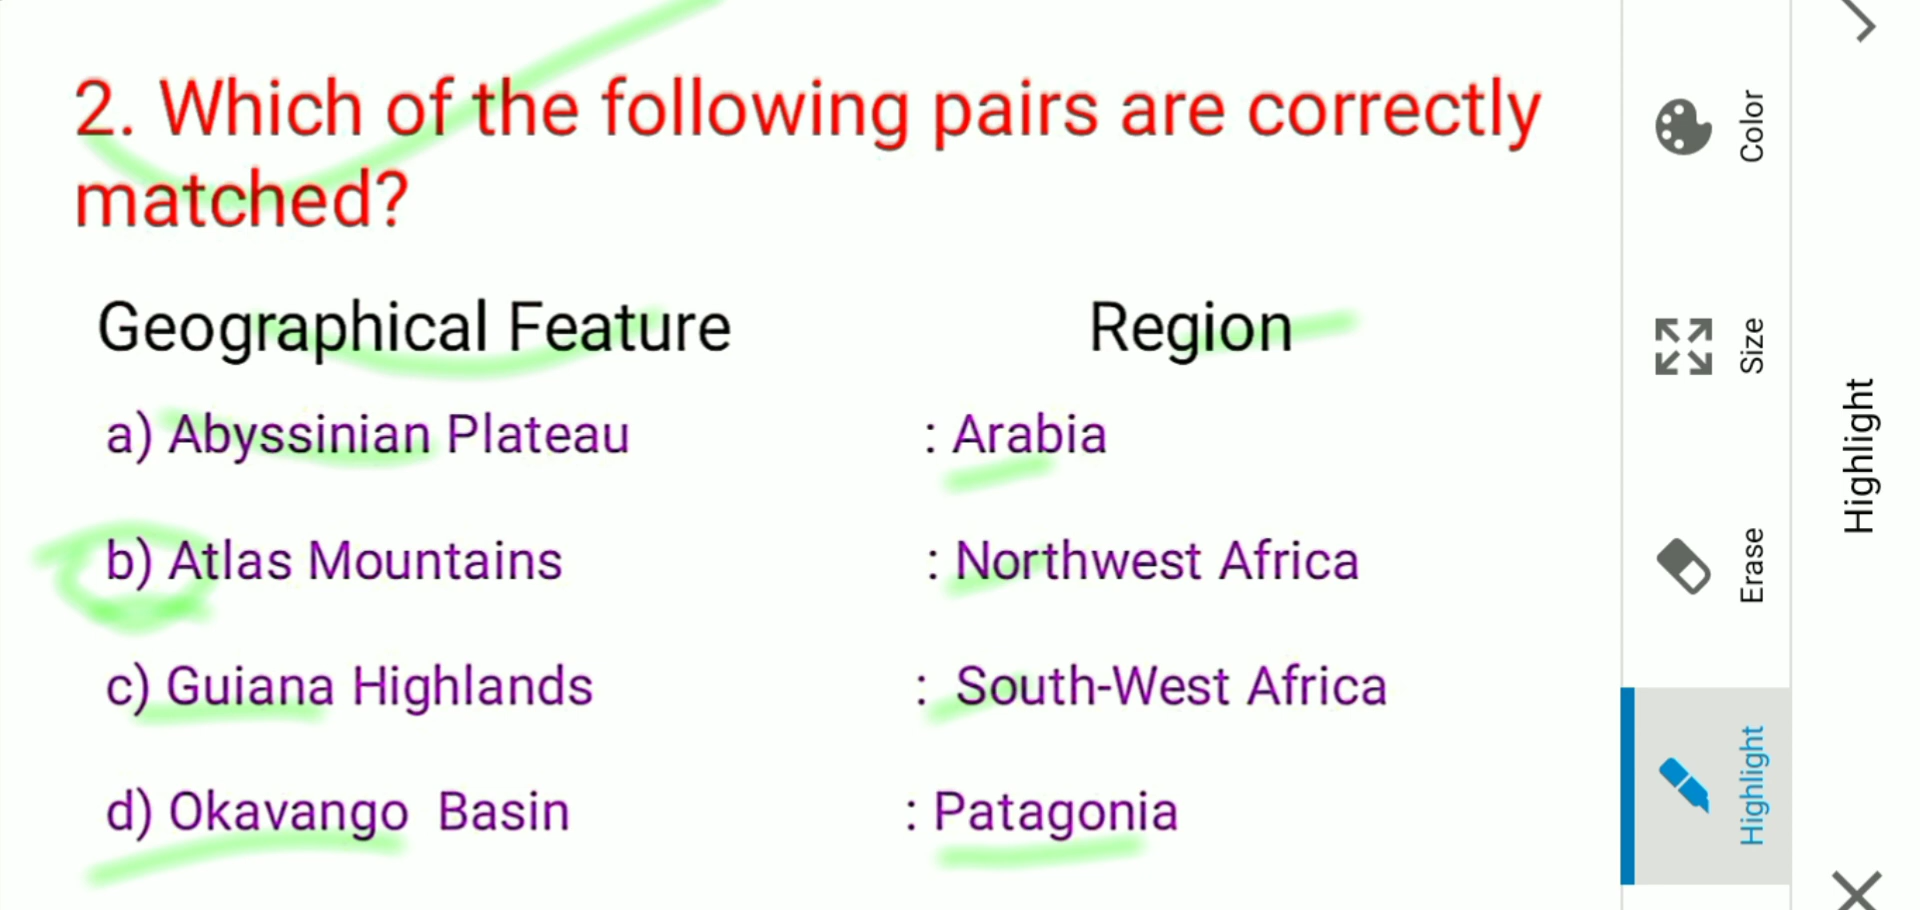 2. Which of the following pairs are correctly
matched?
Geographical Feature Region
a) Abyssinian Plateau : Arabia
b) Atlas Mountains : Northwest Africa
c) Guiana Highlands : South-West Africa
d) Okavango Basin : Patagonia
Color
Size
Erase
Highlight
Highlight